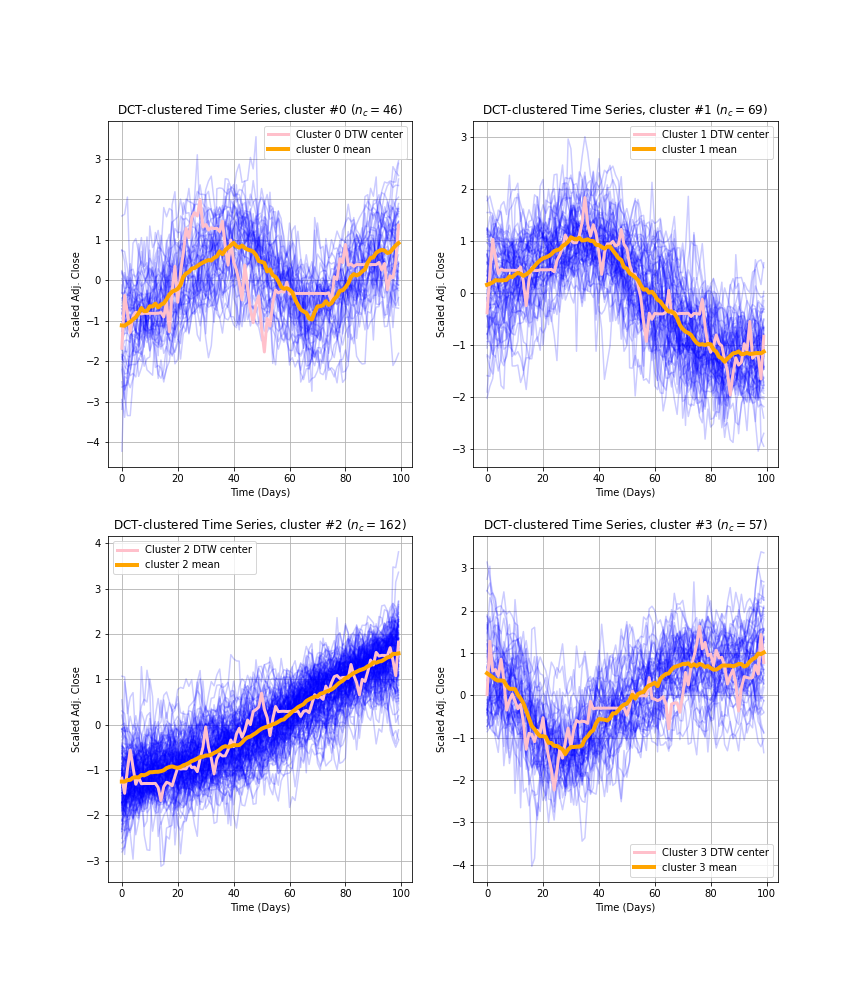 DCT-clustered Time Series, cluster #0 (n_c = 46)
Cluster 0 DTW center
cluster 0 mean
3
2
1
0
−1
−2
−3
−4
Scaled Adj. Close
0 20 40 60 80 100
Time (Days)
DCT-clustered Time Series, cluster #1 (n_c = 69)
Cluster 1 DTW center
cluster 1 mean
3
2
1
0
−1
−2
−3
Scaled Adj. Close
0 20 40 60 80 100
Time (Days)
DCT-clustered Time Series, cluster #2 (n_c = 162)
Cluster 2 DTW center
cluster 2 mean
4
3
2
1
0
−1
−2
−3
Scaled Adj. Close
0 20 40 60 80 100
Time (Days)
DCT-clustered Time Series, cluster #3 (n_c = 57)
3
2
1
0
−1
−2
−3
−4
Scaled Adj. Close
Cluster 3 DTW center
cluster 3 mean
0 20 40 60 80 100
Time (Days)